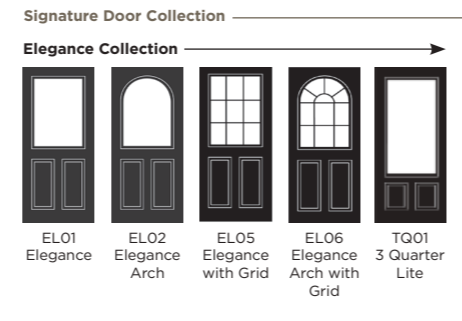 Signature Door Collection
Elegance Collection
EL01
Elegance
EL02
Elegance
Arch
EL05
Elegance
with Grid
EL06
Elegance
Arch with
Grid
TQ01
3 Quarter
Lite